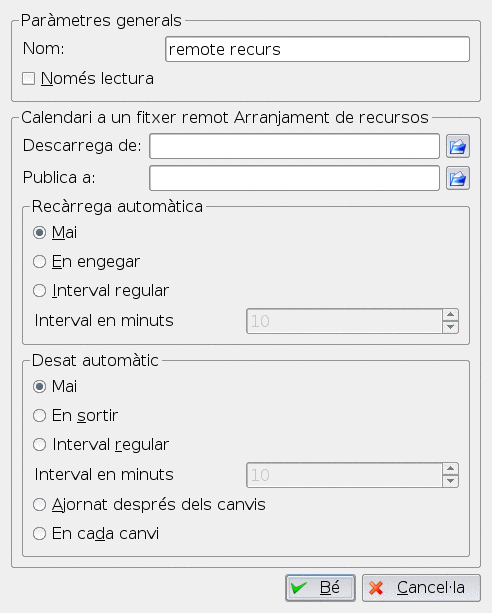 Paràmetres generals
Nom: remote recurs
Només lectura
Calendari a un fitxer remot Arranjament de recursos
Descarrega de:
Publica a:
Recàrrega automàtica
Mai
En engegar
Interval regular
Interval en minuts 10
Desat automàtic
Mai
En sortir
Interval regular
Interval en minuts 10
Ajornat després dels canvis
En cada canvi
Bé Cancel·la